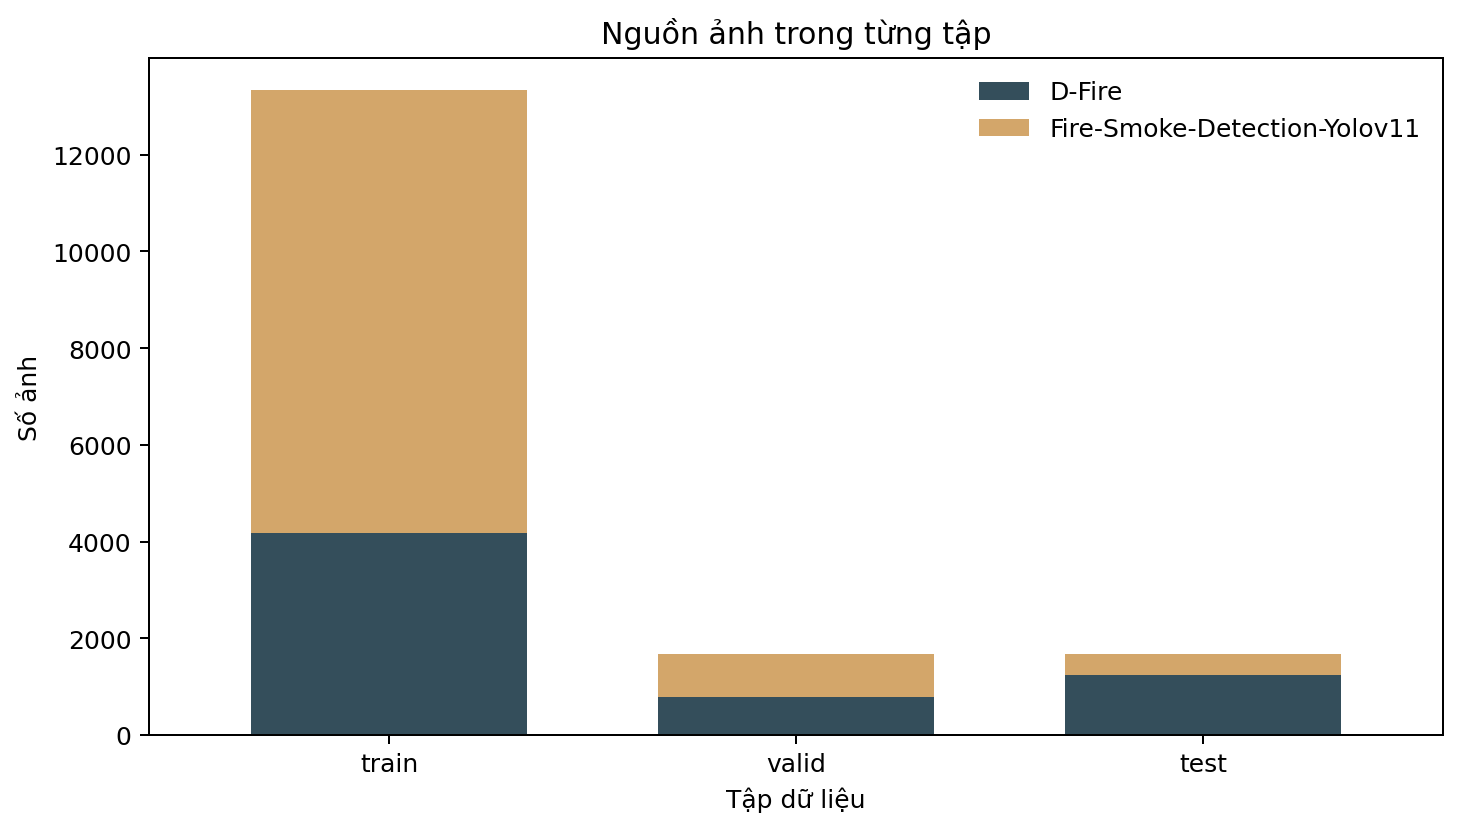 Nguồn ảnh trong từng tập
D-Fire
Fire-Smoke-Detection-Yolov11
Số ảnh
12000
10000
8000
6000
4000
2000
0
train
valid
test
Tập dữ liệu